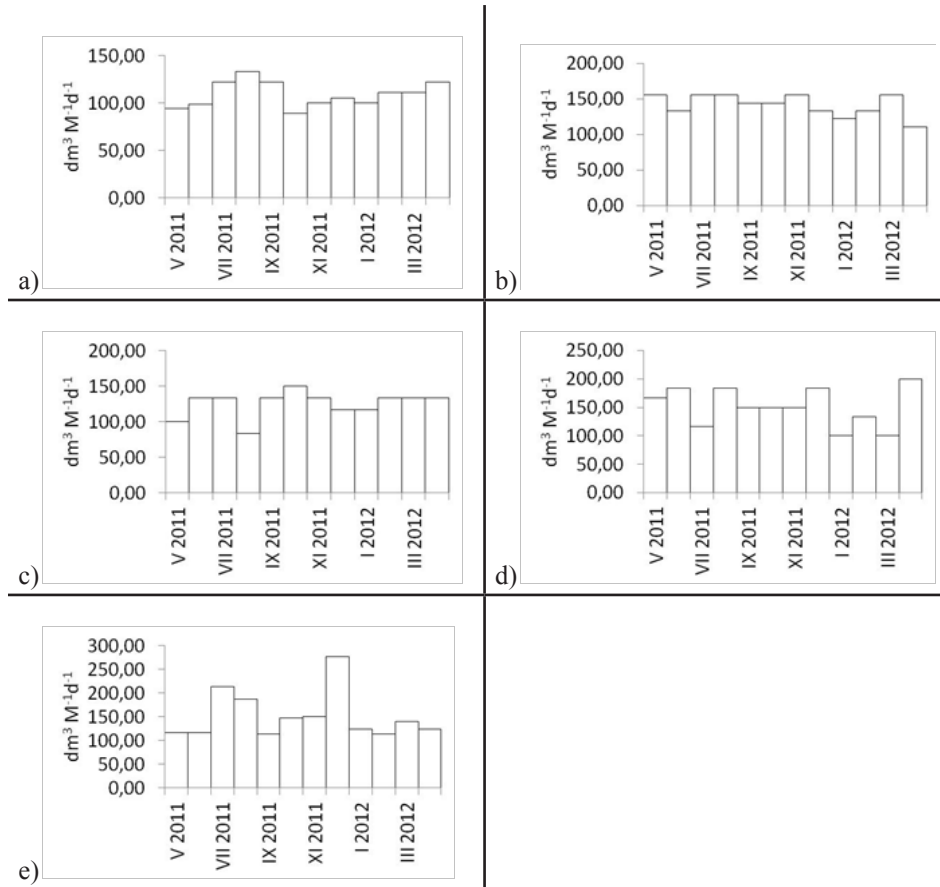 150,00
100,00
50,00
0,00
dm³ M⁻¹d⁻¹
V 2011
VII 2011
IX 2011
XI 2011
I 2012
III 2012
a)
200,00
150,00
100,00
50,00
0,00
dm³ M⁻¹d⁻¹
V 2011
VII 2011
IX 2011
XI 2011
I 2012
III 2012
b)
200,00
150,00
100,00
50,00
0,00
dm³ M⁻¹d⁻¹
V 2011
VII 2011
IX 2011
XI 2011
I 2012
III 2012
c)
250,00
200,00
150,00
100,00
50,00
0,00
dm³ M⁻¹d⁻¹
V 2011
VII 2011
IX 2011
XI 2011
I 2012
III 2012
d)
300,00
250,00
200,00
150,00
100,00
50,00
0,00
dm³ M⁻¹d⁻¹
V 2011
VII 2011
IX 2011
XI 2011
I 2012
III 2012
e)